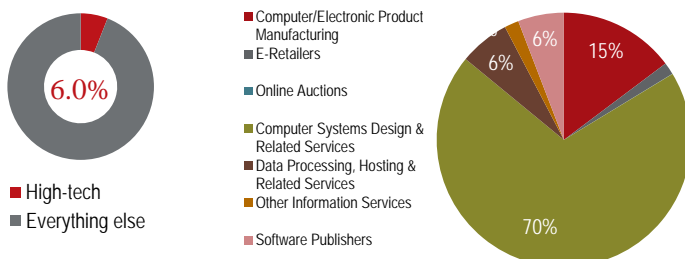 6.0%
High-tech
Everything else
Computer/Electronic Product
Manufacturing
E-Retailers
Online Auctions
Computer Systems Design &
Related Services
Data Processing, Hosting &
Related Services
Other Information Services
Software Publishers
6%
15%
6%
70%